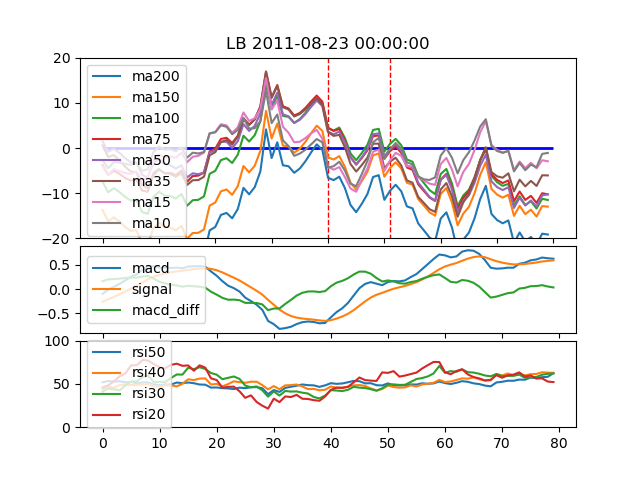 LB 2011-08-23 00:00:00
20
10
0
−10
−20
ma200
ma150
ma100
ma75
ma50
ma35
ma15
ma10
0.5
0.0
−0.5
macd
signal
macd_diff
100
50
0
rsi50
rsi40
rsi30
rsi20
0 10 20 30 40 50 60 70 80